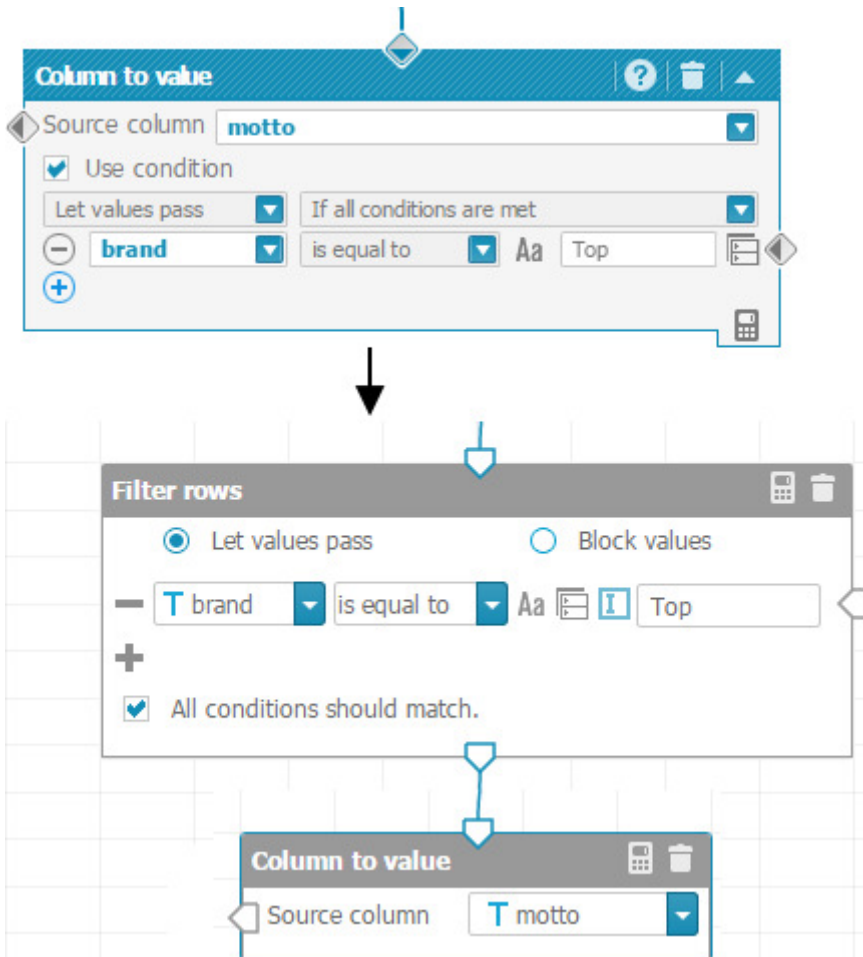 Column to value
Source column motto
Use condition
Let values pass If all conditions are met
brand is equal to Aa Top
Filter rows
Let values pass Block values
T brand is equal to Aa I Top
All conditions should match.
Column to value
Source column T motto